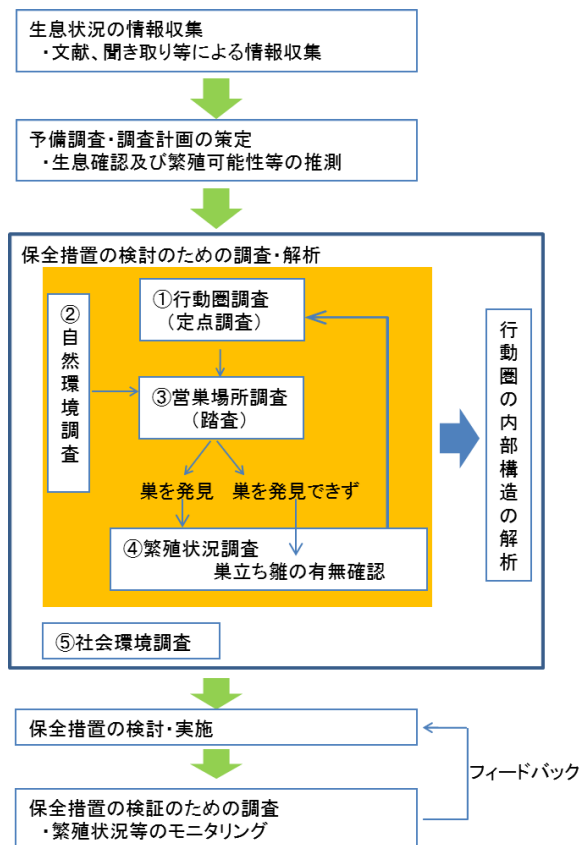 生息状況の情報収集
・文献、聞き取り等による情報収集
予備調査・調査計画の策定
・生息確認及び繁殖可能性等の推測
保全措置の検討のための調査・解析
①行動圏調査
（定点調査）
②自然環境調査
③営巣場所調査
（踏査）
巣を発見
巣を発見できず
④繁殖状況調査
巣立ち雛の有無確認
⑤社会環境調査
行動圏の内部構造の解析
保全措置の検討・実施
フィードバック
保全措置の検証のための調査
・繁殖状況等のモニタリング